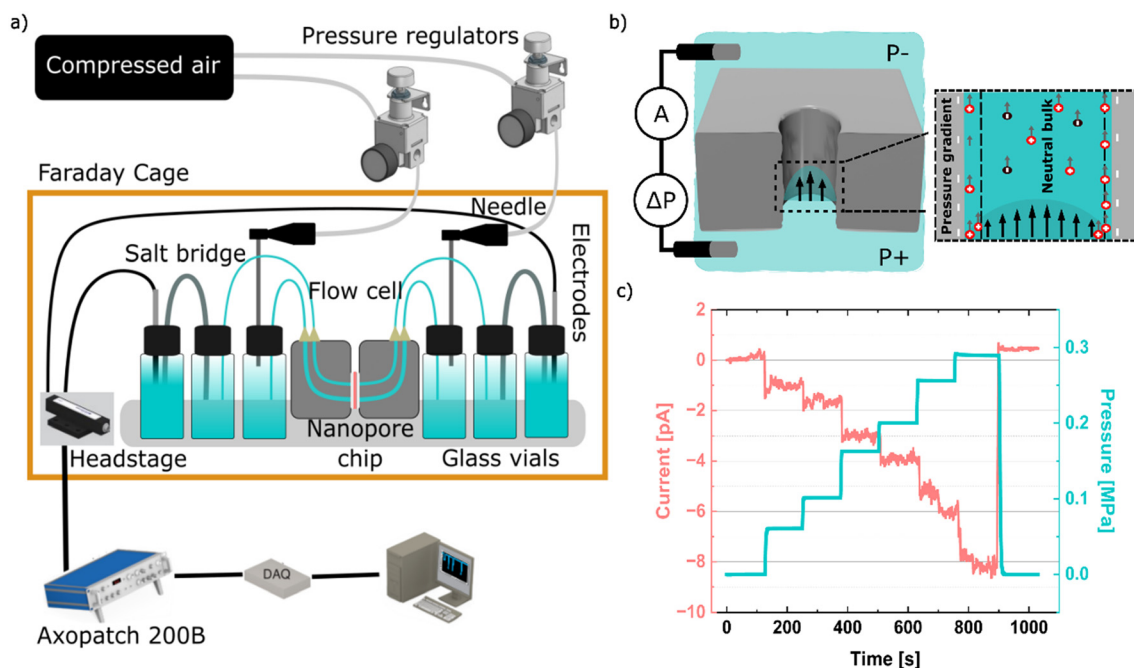 a)
Compressed air
Pressure regulators
Faraday Cage
Needle
Salt bridge
Flow cell
Electrodes
Nanopore
chip
Headstage
Glass vials
DAQ
Axopatch 200B
b)
P-
A
ΔP
P+
Pressure gradient
Neutral bulk
c)
2
0
−2
−4
−6
−8
−10
Current [pA]
0.3
0.2
0.1
0.0
Pressure [MPa]
0 200 400 600 800 1000
Time [s]